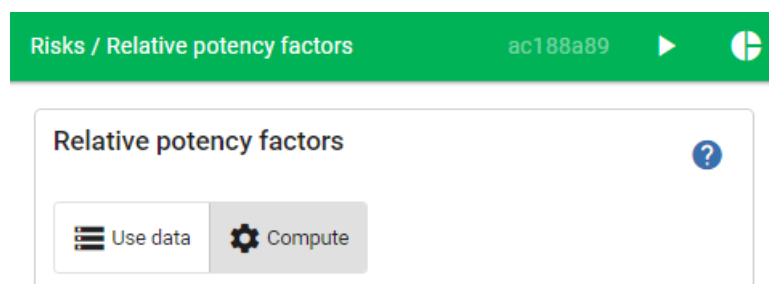 Risks / Relative potency factors ac188a89
Relative potency factors
Use data Compute